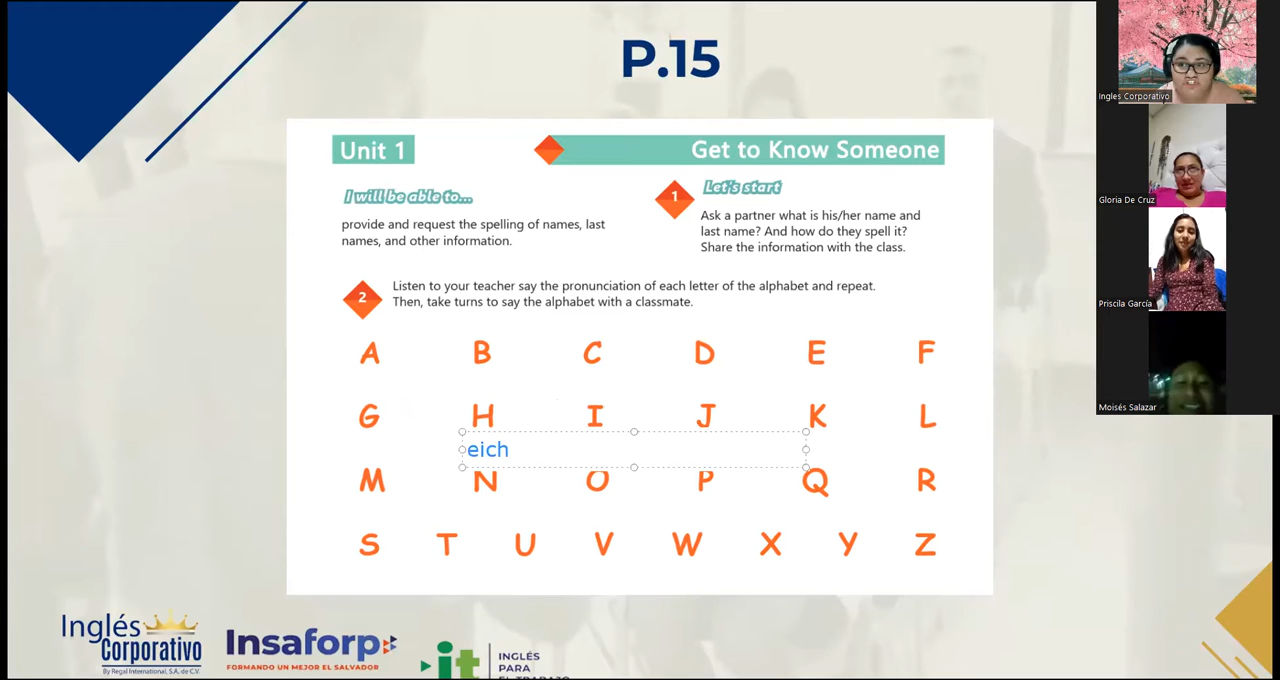 P.15
Unit 1
Get to Know Someone
I will be able to...
provide and request the spelling of names, last
names, and other information.
1
Let's start
Ask a partner what is his/her name and
last name? And how do they spell it?
Share the information with the class.
2
Listen to your teacher say the pronunciation of each letter of the alphabet and repeat.
Then, take turns to say the alphabet with a classmate.
A B C D E F
G H I J K L
eich
M N O P Q R
S T U V W X Y Z
Inglés
Corporativo
By Regal International, S.A. de C.V.
Insaforp
FORMANDO UN MEJOR EL SALVADOR
it
INGLÉS
PARA
EL TRABAJO
Ingles Corporativo
Gloria De Cruz
Priscila García
Moisés Salazar